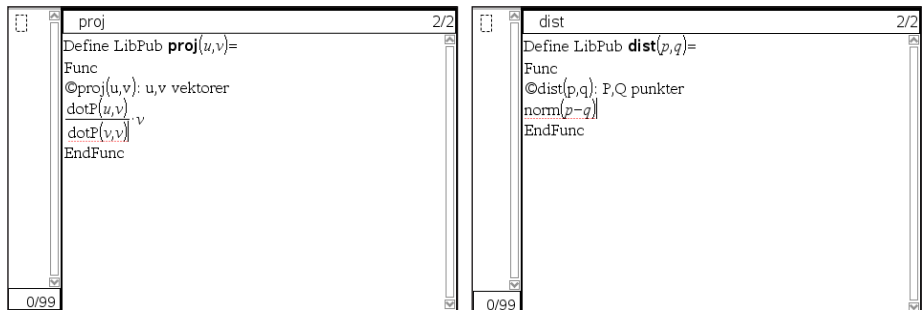 proj 2/2
Define LibPub proj(u,v)=
Func
©proj(u,v): u,v vektorer
dotP(u,v)
dotP(v,v) ·v
EndFunc
0/99
dist 2/2
Define LibPub dist(p,q)=
Func
©dist(p,q): P,Q punkter
norm(p−q)
EndFunc
0/99